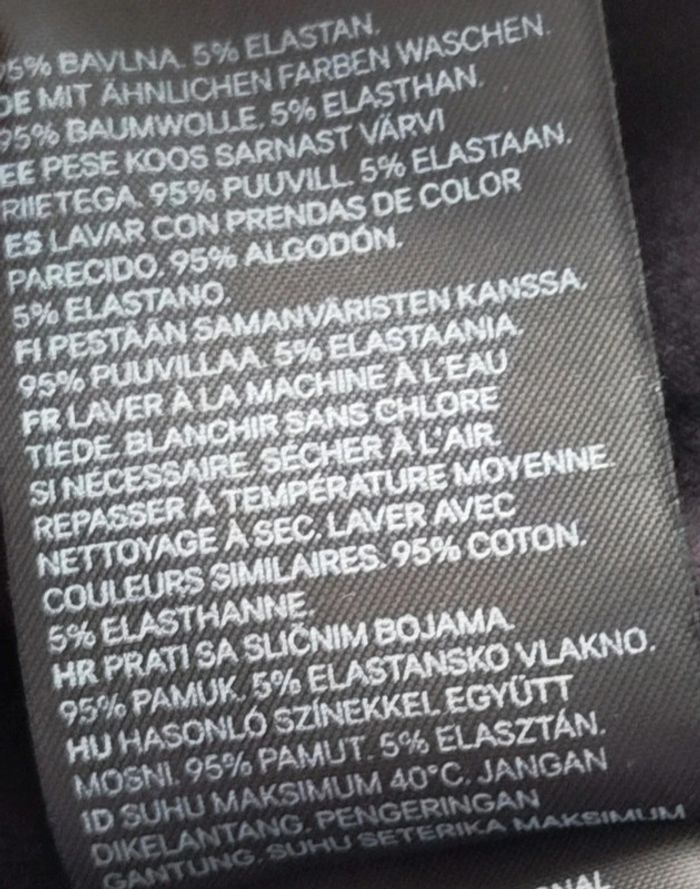 95% BAVLNA. 5% ELASTAN.
DE MIT ÄHNLICHEN FARBEN WASCHEN.
95% BAUMWOLLE. 5% ELASTHAN.
EE PESE KOOS SARNAST VÄRVI
RIIETEGA. 95% PUUVILL. 5% ELASTAAN.
ES LAVAR CON PRENDAS DE COLOR
PARECIDO. 95% ALGODÓN.
5% ELASTANO.
FI PESTÄÄN SAMANVÄRISTEN KANSSA.
95% PUUVILLAA. 5% ELASTAANIA.
FR LAVER À LA MACHINE À L'EAU
TIÈDE. BLANCHIR SANS CHLORE
SI NÉCESSAIRE. SÉCHER À L'AIR.
REPASSER À TEMPÉRATURE MOYENNE.
NETTOYAGE À SEC. LAVER AVEC
COULEURS SIMILAIRES. 95% COTON.
5% ELASTHANNE.
HR PRATI SA SLIČNIM BOJAMA.
95% PAMUK. 5% ELASTANSKO VLAKNO.
HU HASONLÓ SZÍNEKKEL EGYÜTT
MOSNI. 95% PAMUT. 5% ELASZTÁN.
ID SUHU MAKSIMUM 40°C. JANGAN
DIKELANTANG. PENGERINGAN
GANTUNG. SUHU SETERIKA MAKSIMUM